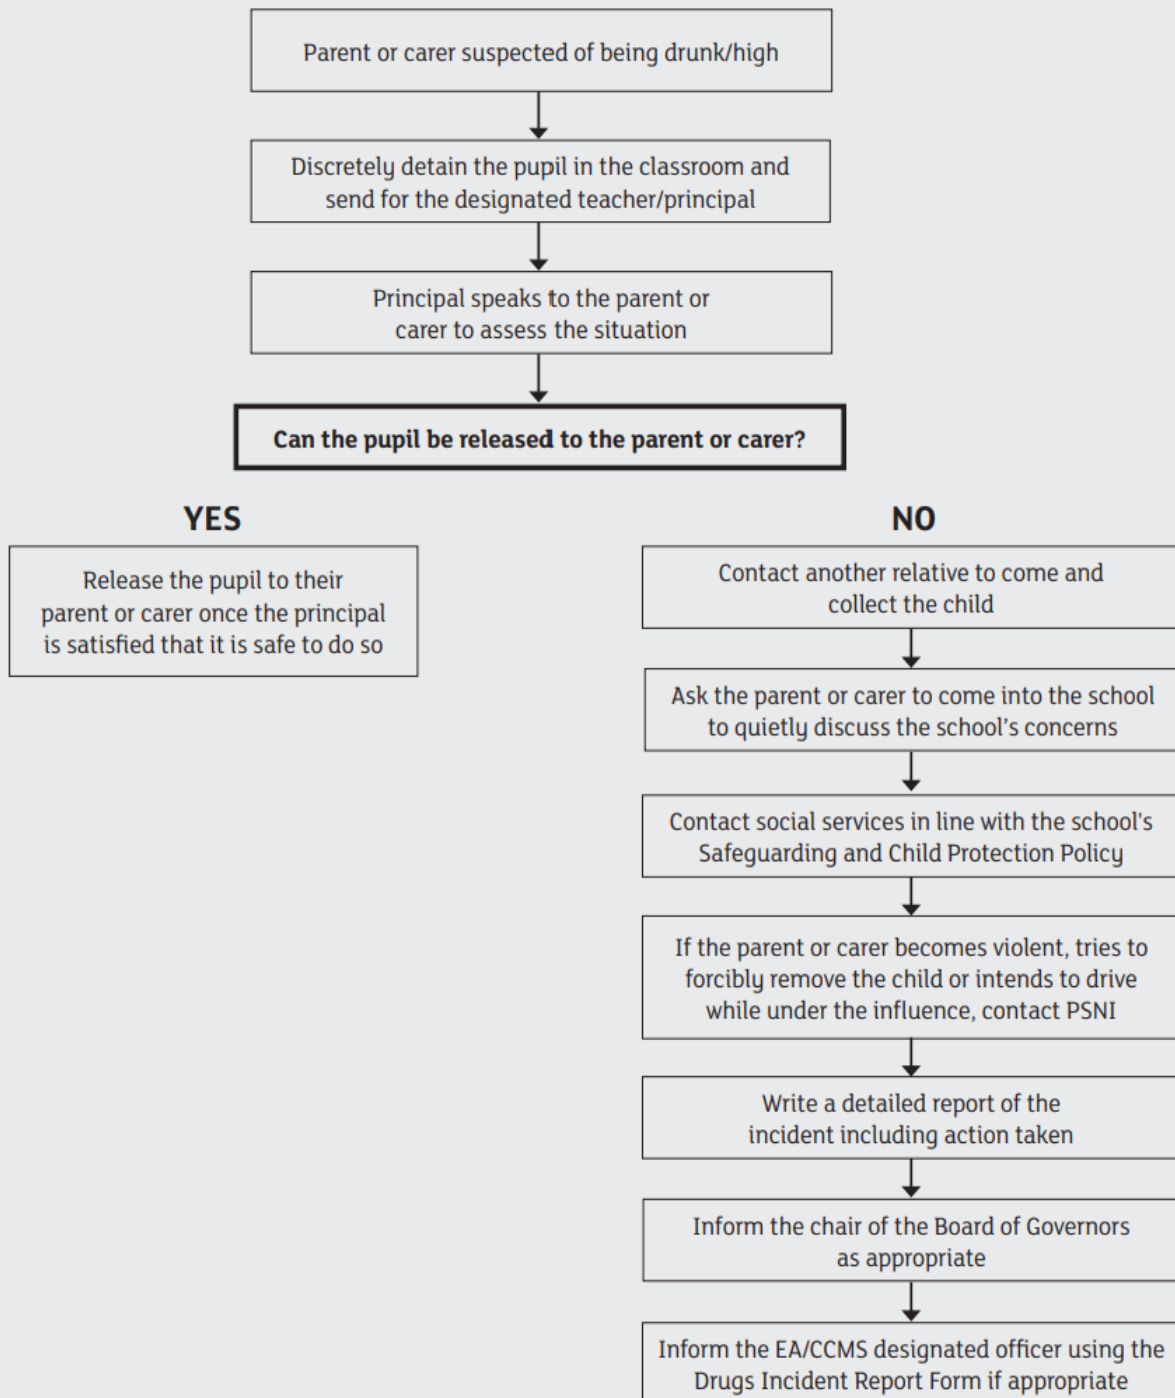 Parent or carer suspected of being drunk/high
Discretely detain the pupil in the classroom and
send for the designated teacher/principal
Principal speaks to the parent or
carer to assess the situation
Can the pupil be released to the parent or carer?
YES
Release the pupil to their
parent or carer once the principal
is satisfied that it is safe to do so
NO
Contact another relative to come and
collect the child
Ask the parent or carer to come into the school
to quietly discuss the school’s concerns
Contact social services in line with the school's
Safeguarding and Child Protection Policy
If the parent or carer becomes violent, tries to
forcibly remove the child or intends to drive
while under the influence, contact PSNI
Write a detailed report of the
incident including action taken
Inform the chair of the Board of Governors
as appropriate
Inform the EA/CCMS designated officer using the
Drugs Incident Report Form if appropriate